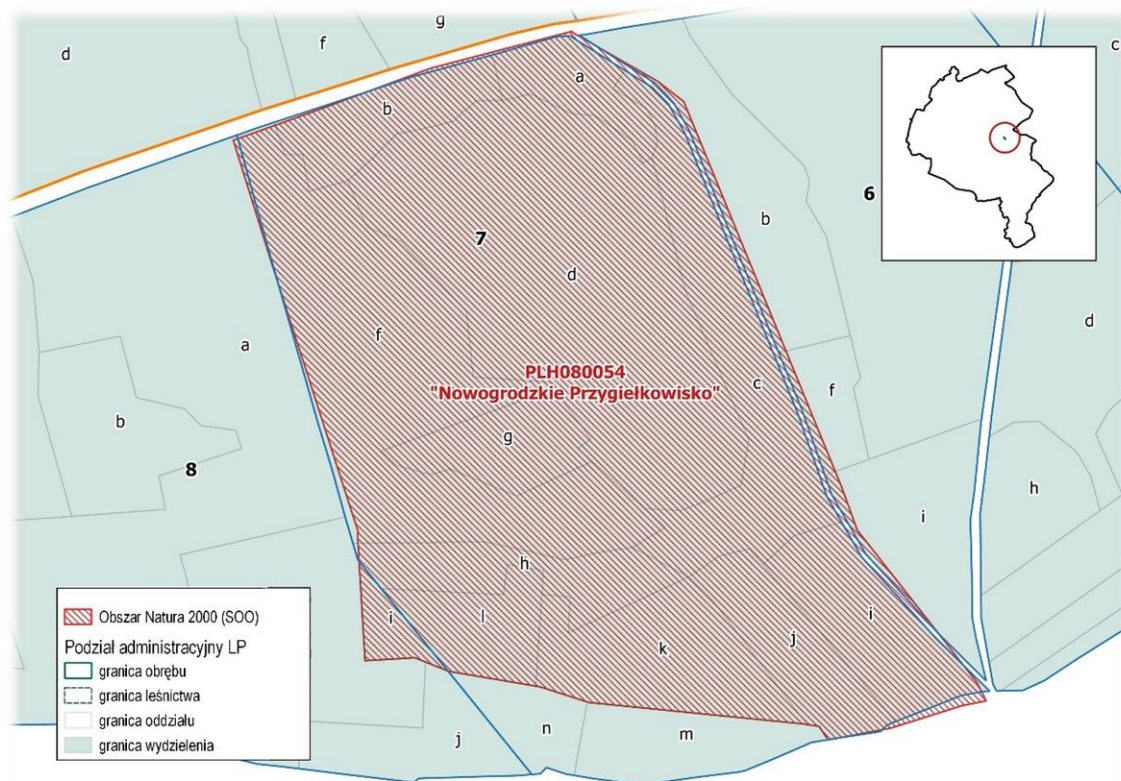 g
d
f
c
a
b
6
b
7
d
d
a
f
PLH080054
"Nowogrodzkie Przygiełkowisko"
c
f
b
g
8
h
i
h
Obszar Natura 2000 (SOO)
i
l
i
Podział administracyjny LP
k
j
granica obrębu
granica leśnictwa
granica oddziału
n
m
j
granica wydzielenia